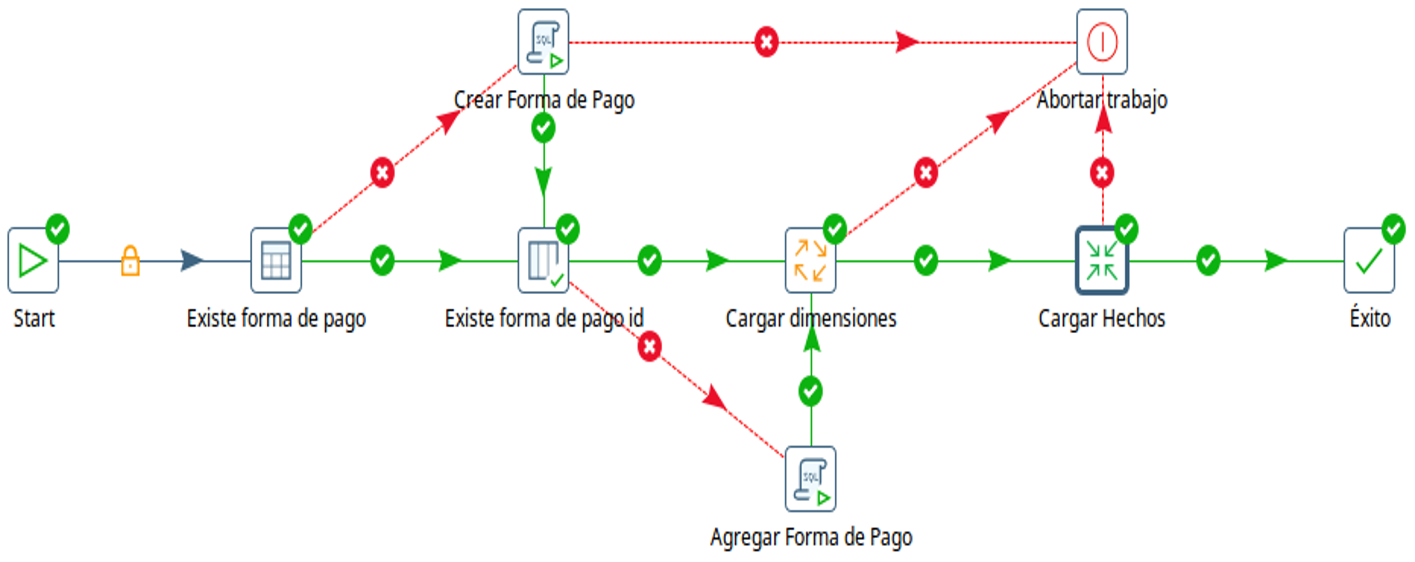 SQL
Crear Forma de Pago
Abortar trabajo
Start
Existe forma de pago
Existe forma de pago id
Cargar dimensiones
Cargar Hechos
Éxito
SQL
Agregar Forma de Pago